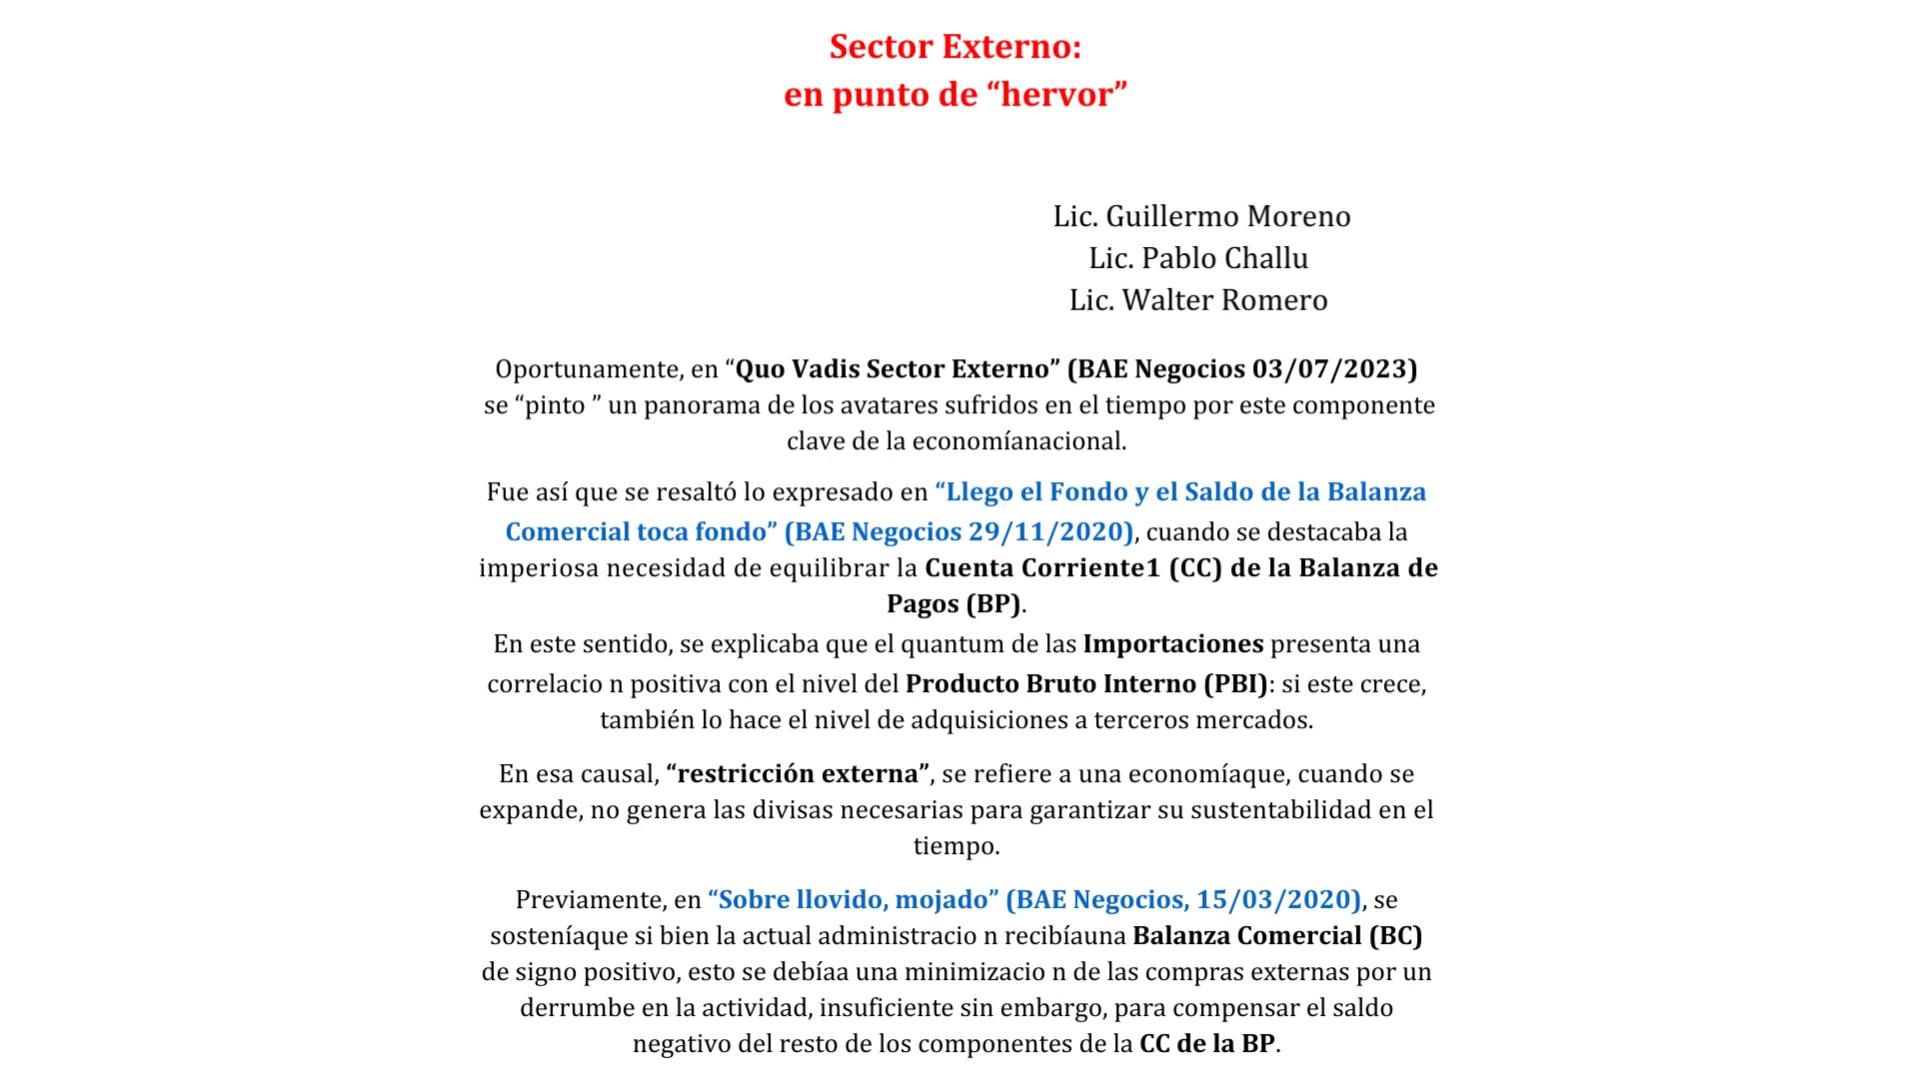 Sector Externo:
en punto de “hervor”
Lic. Guillermo Moreno
Lic. Pablo Challu
Lic. Walter Romero
Oportunamente, en “Quo Vadis Sector Externo” (BAE Negocios 03/07/2023)
se “pinto ” un panorama de los avatares sufridos en el tiempo por este componente
clave de la economíanacional.
Fue así que se resaltó lo expresado en “Llego el Fondo y el Saldo de la Balanza
Comercial toca fondo” (BAE Negocios 29/11/2020), cuando se destacaba la
imperiosa necesidad de equilibrar la Cuenta Corriente1 (CC) de la Balanza de
Pagos (BP).
En este sentido, se explicaba que el quantum de las Importaciones presenta una
correlacio n positiva con el nivel del Producto Bruto Interno (PBI): si este crece,
también lo hace el nivel de adquisiciones a terceros mercados.
En esa causal, “restricción externa”, se refiere a una economíaque, cuando se
expande, no genera las divisas necesarias para garantizar su sustentabilidad en el
tiempo.
Previamente, en “Sobre llovido, mojado” (BAE Negocios, 15/03/2020), se
sosteníaque si bien la actual administracio n recibíauna Balanza Comercial (BC)
de signo positivo, esto se debíaa una minimizacio n de las compras externas por un
derrumbe en la actividad, insuficiente sin embargo, para compensar el saldo
negativo del resto de los componentes de la CC de la BP.